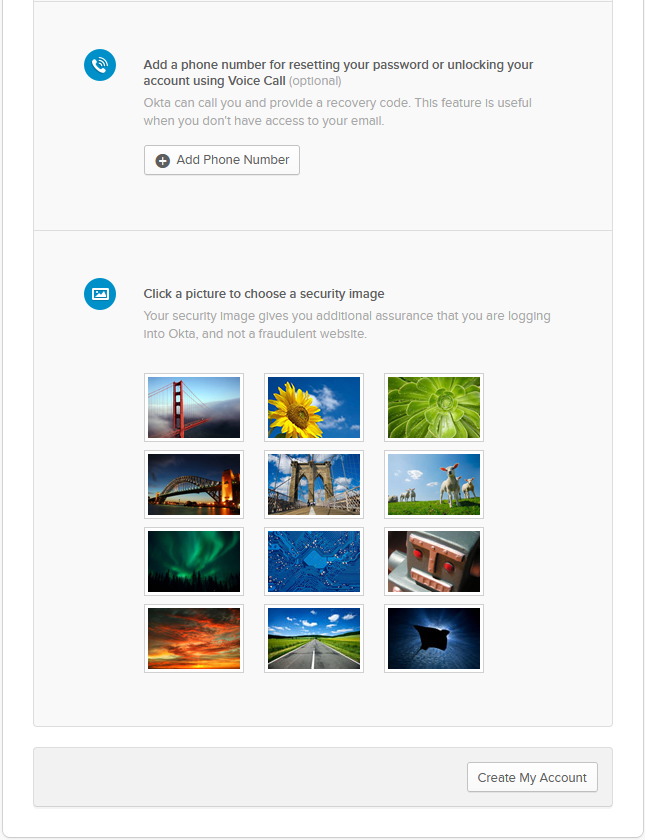 Add a phone number for resetting your password or unlocking your
account using Voice Call (optional)
Okta can call you and provide a recovery code. This feature is useful
when you don't have access to your email.
Add Phone Number
Click a picture to choose a security image
Your security image gives you additional assurance that you are logging
into Okta, and not a fraudulent website.
Create My Account